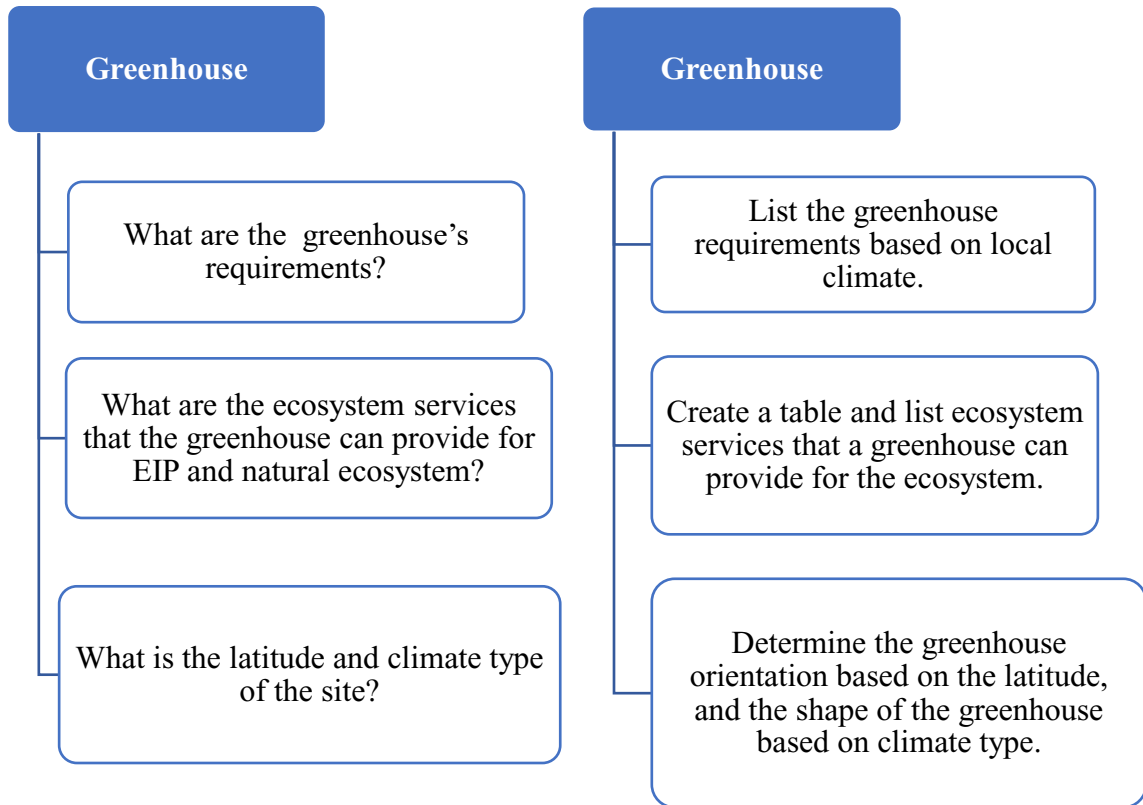 Greenhouse
What are the  greenhouse’s
requirements?
What are the ecosystem services
that the greenhouse can provide for
EIP and natural ecosystem?
What is the latitude and climate type
of the site?
Greenhouse
List the greenhouse
requirements based on local
climate.
Create a table and list ecosystem
services that a greenhouse can
provide for the ecosystem.
Determine the greenhouse
orientation based on the latitude,
and the shape of the greenhouse
based on climate type.